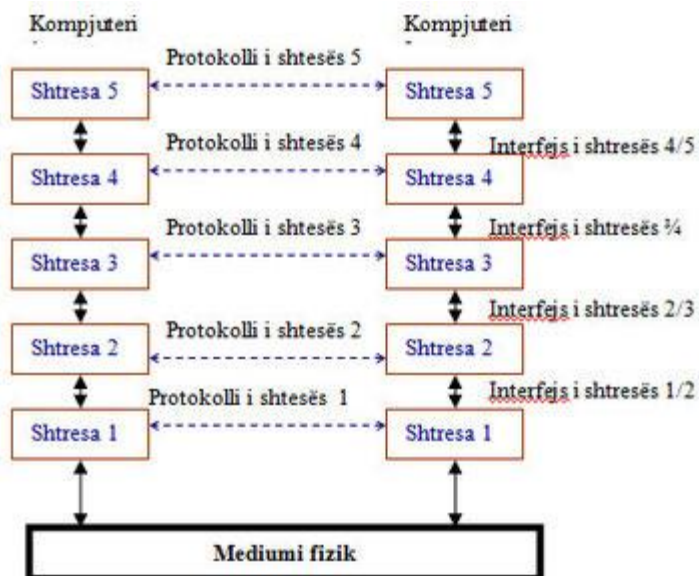 Kompjuteri
Kompjuteri
Protokolli i shtesës 5
Shtresa 5
Shtresa 5
Protokolli i shtesës 4
Interfejs i shtresës 4/5
Shtresa 4
Shtresa 4
Protokolli i shtesës 3
Interfejs i shtresës ¾
Shtresa 3
Shtresa 3
Interfejs i shtresës 2/3
Protokolli i shtesës 2
Shtresa 2
Shtresa 2
Interfejs i shtresës 1/2
Protokolli i shtesës 1
Shtresa 1
Shtresa 1
Mediumi fizik